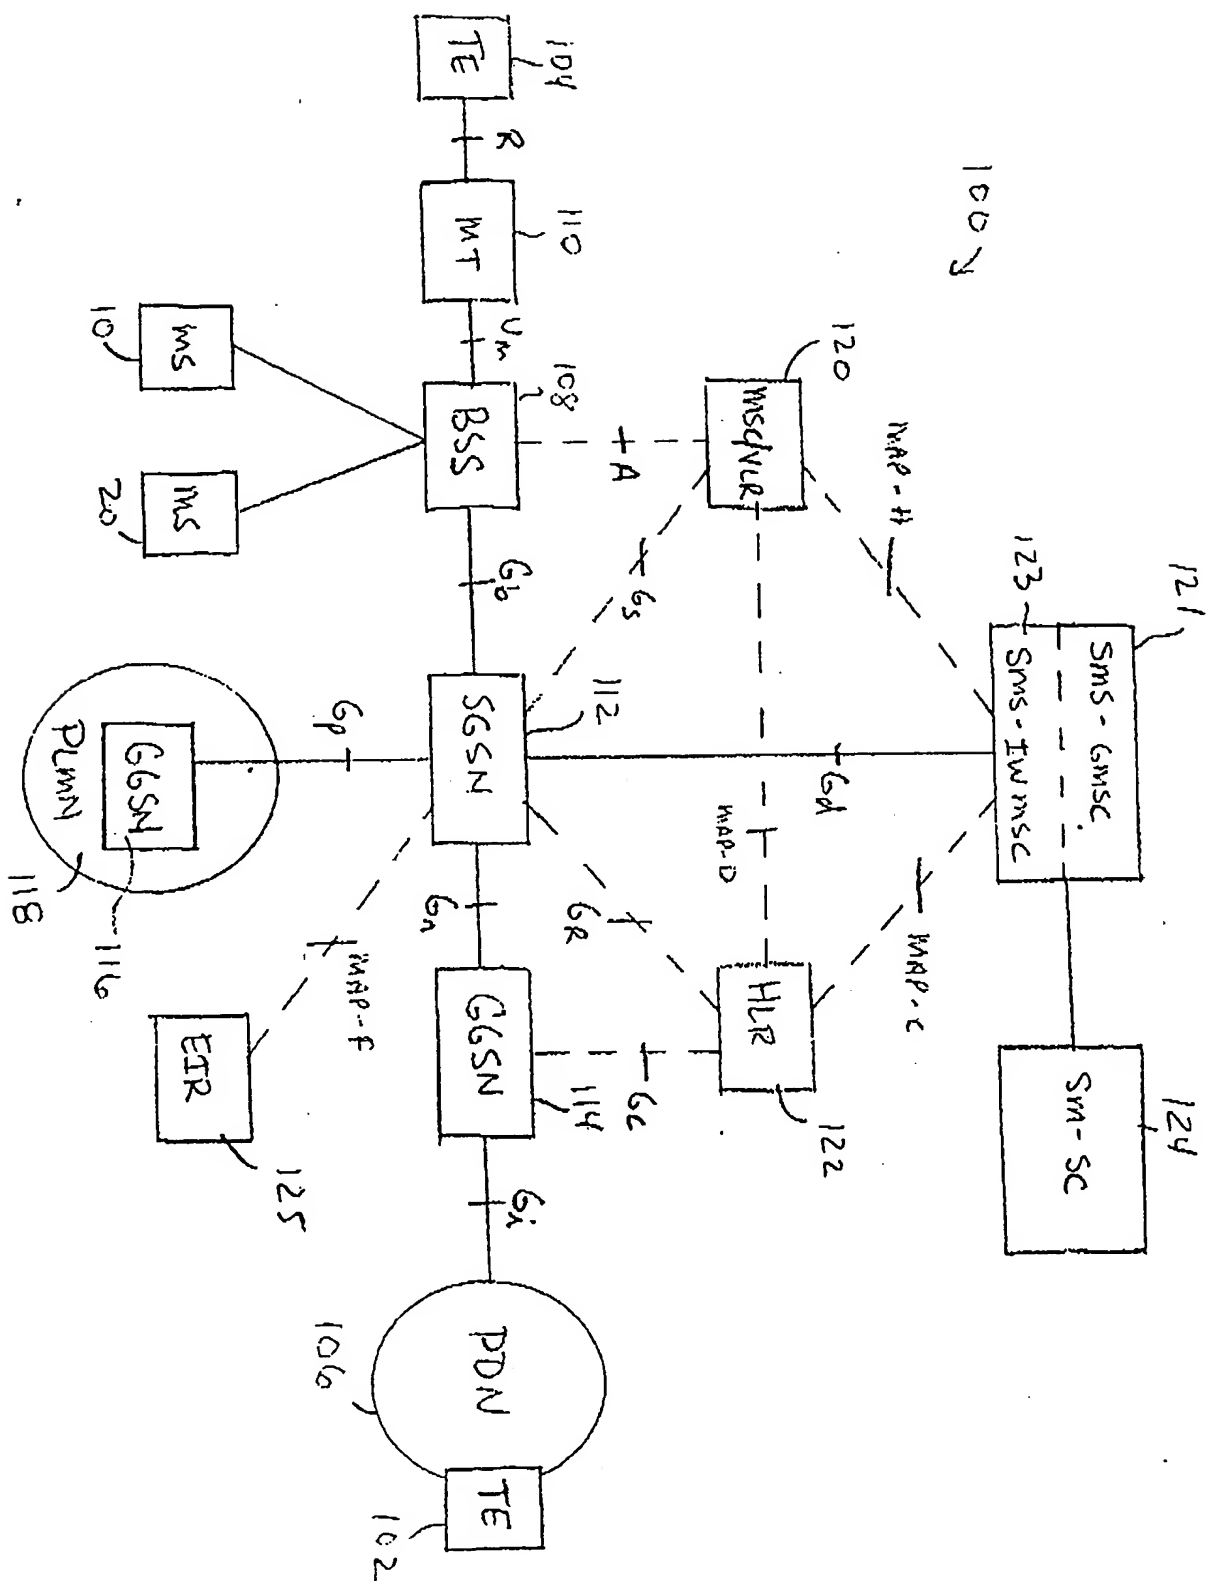 100
121
SMS-GMSC
123
SMS-IWMSC
124
SM-SC
MAP-H
MAP-C
120
MSC/VLR
MAP-D
HLR
122
A
Gs
Gd
GR
Gc
104
TE
R
110
MT
Um
108
BSS
Gb
112
SGSN
Gn
GGSN
114
Gi
PDN
106
TE
102
MS
10
MS
20
Gp
GGSN
PLMN
116
118
MAP-F
EIR
125